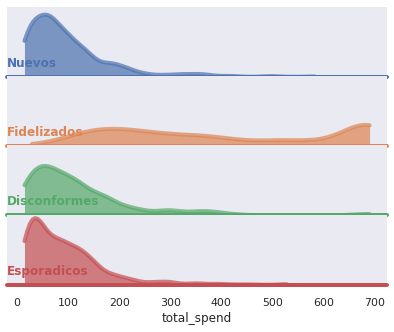 Nuevos
Fidelizados
Disconformes
Esporadicos
0 100 200 300 400 500 600 700
total_spend